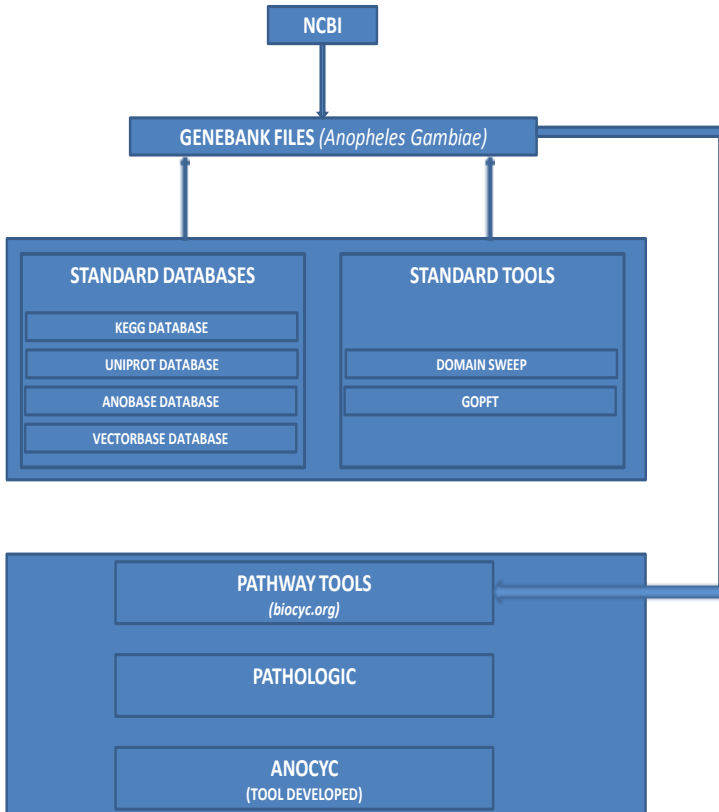 NCBI
GENEBANK FILES (Anopheles Gambiae)
STANDARD DATABASES
KEGG DATABASE
UNIPROT DATABASE
ANOBASE DATABASE
VECTORBASE DATABASE
STANDARD TOOLS
DOMAIN SWEEP
GOPFT
PATHWAY TOOLS
(biocyc.org)
PATHOLOGIC
ANOCYC
(TOOL DEVELOPED)